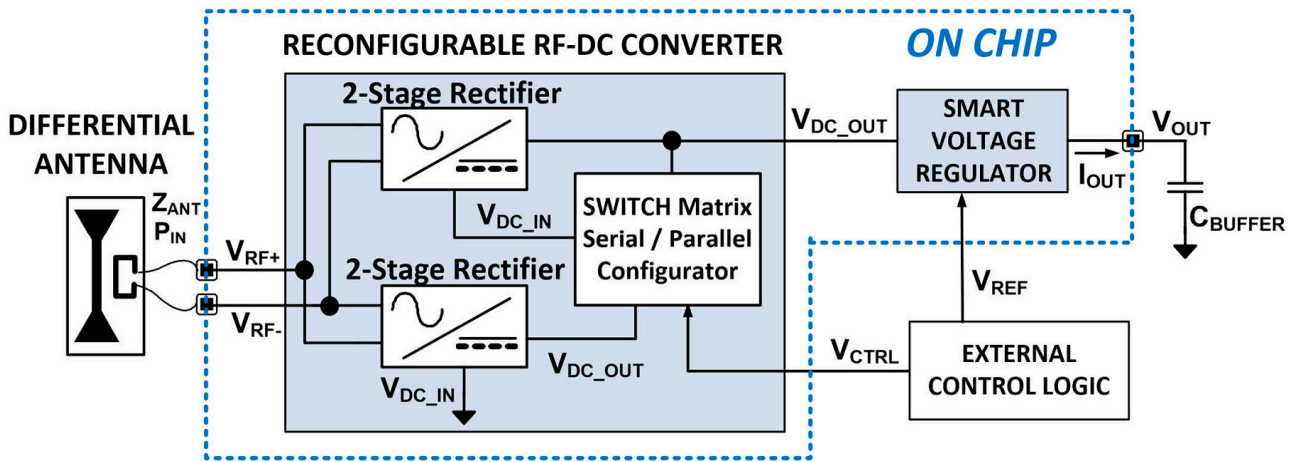 RECONFIGURABLE RF-DC CONVERTER
ON CHIP
DIFFERENTIAL
ANTENNA
Z_ANT
P_IN
V_RF+
V_RF-
2-Stage Rectifier
V_DC_IN
2-Stage Rectifier
V_DC_IN
V_DC_OUT
SWITCH Matrix
Serial / Parallel
Configurator
V_DC_OUT
SMART
VOLTAGE
REGULATOR
I_OUT
V_OUT
C_BUFFER
V_REF
V_CTRL
EXTERNAL
CONTROL LOGIC